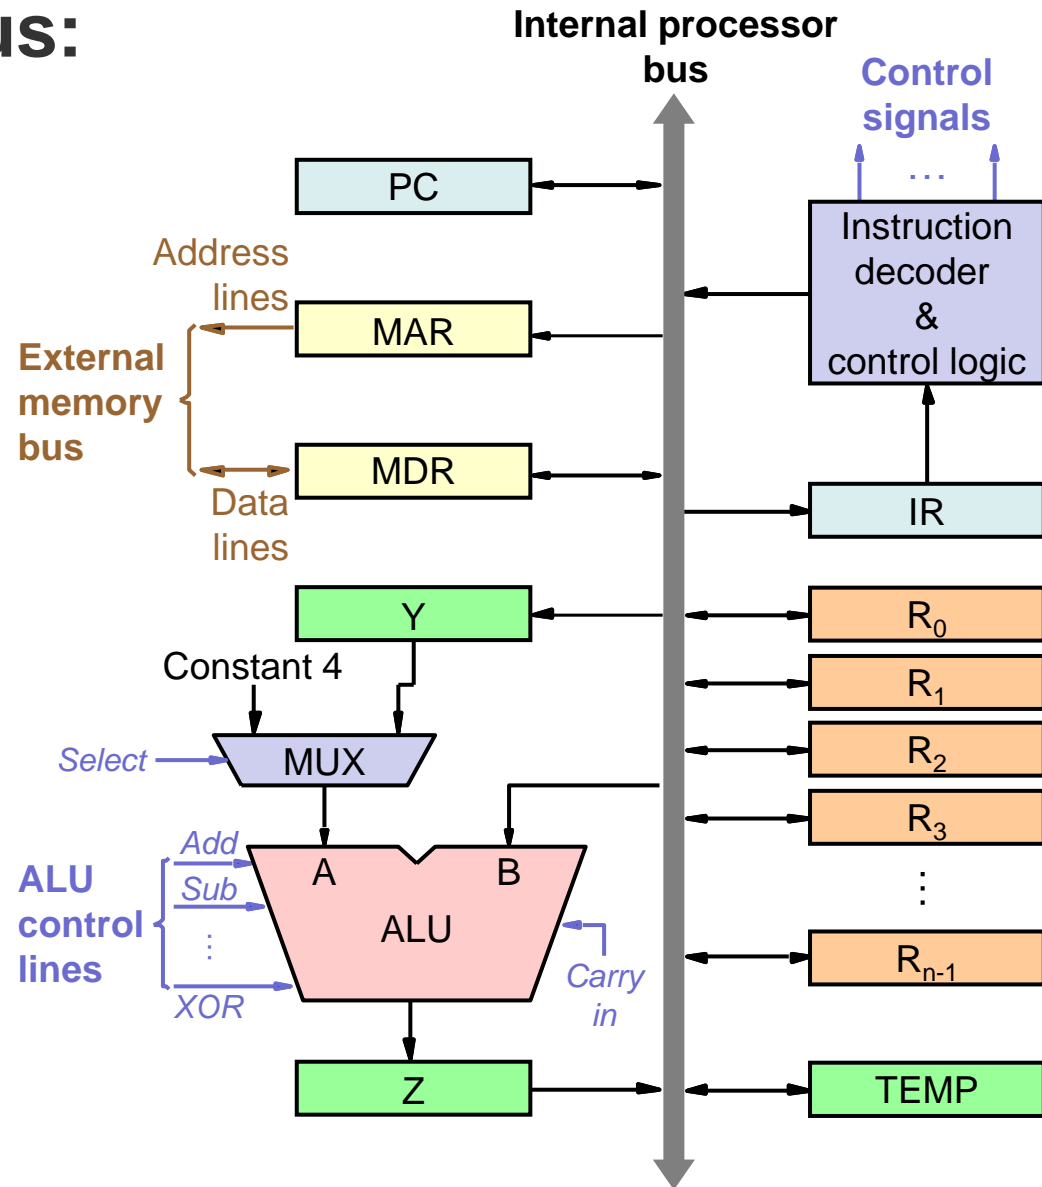 us:
Internal processor
bus
Control
signals
...
PC
Instruction
decoder
&
control logic
Address
lines
MAR
External
memory
bus
MDR
Data
lines
IR
Y
R0
Constant 4
R1
Select
MUX
R2
R3
Add
A
B
ALU
control
lines
Sub
⋮
ALU
⋮
XOR
Carry
in
Rn-1
Z
TEMP